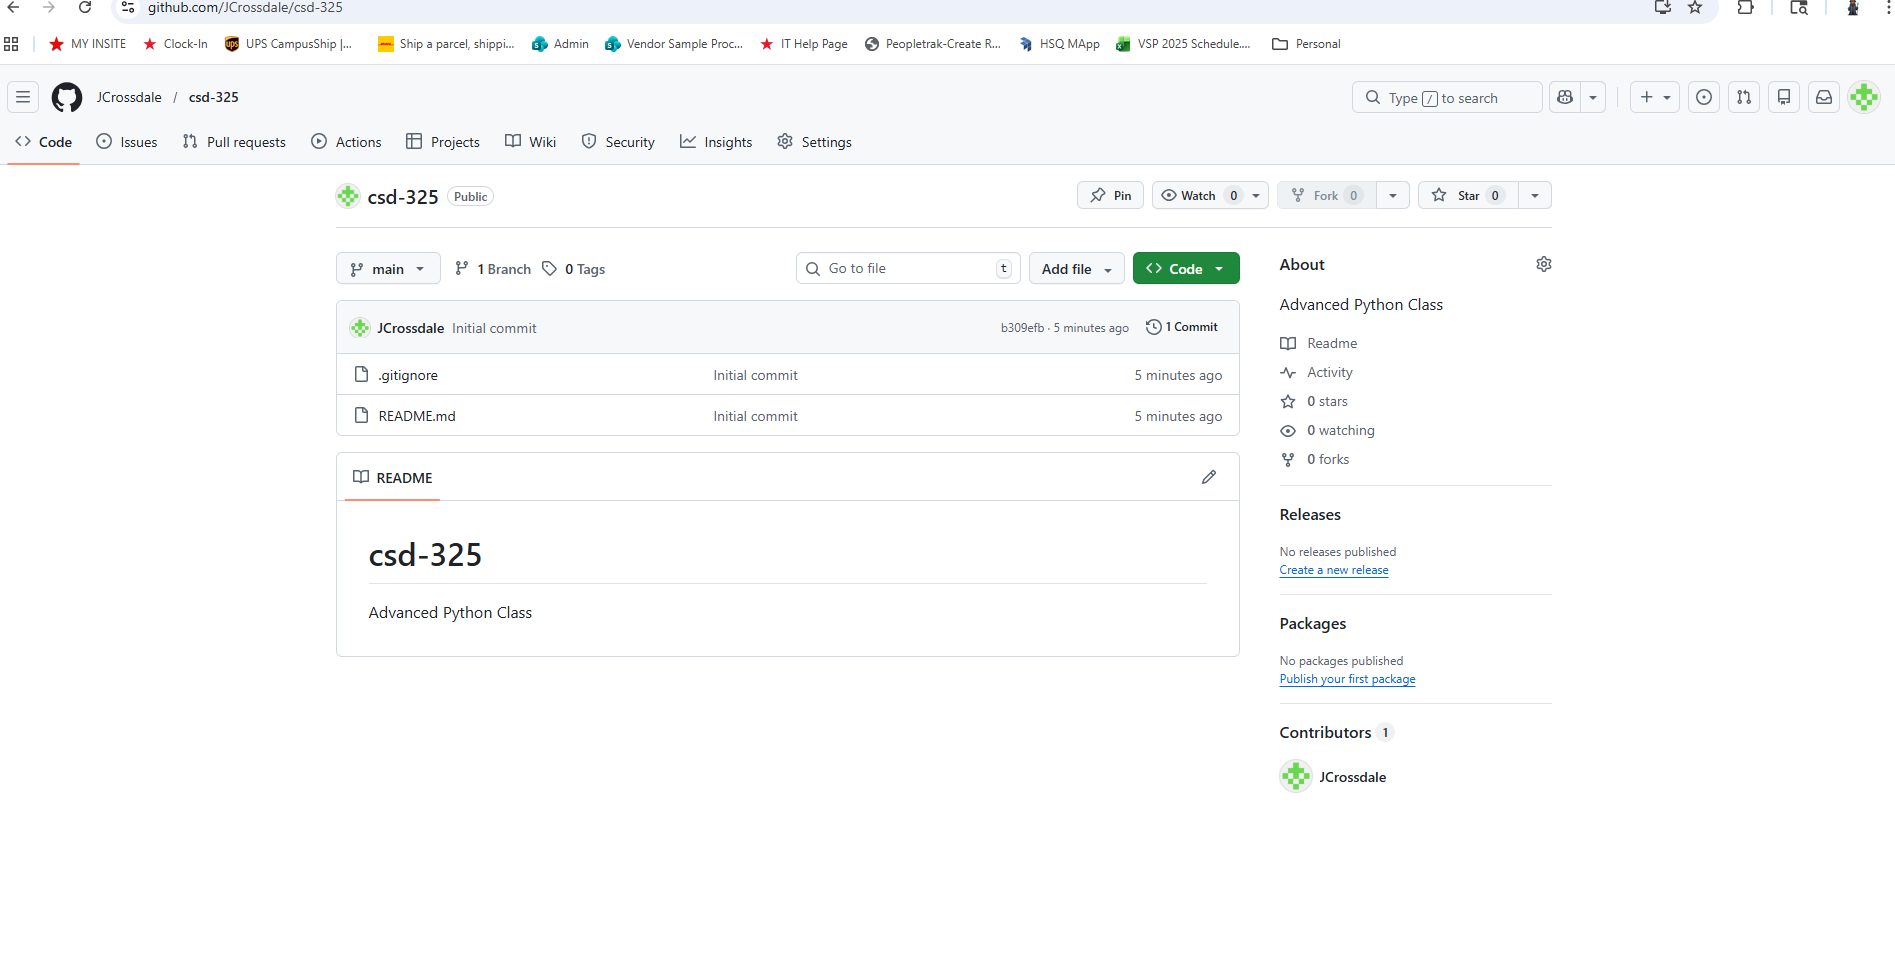 github.com/JCrossdale/csd-325
MY INSITE Clock-In UPS CampusShip |... Ship a parcel, shippi... Admin Vendor Sample Proc... IT Help Page Peopletrak-Create R... HSQ MApp VSP 2025 Schedule.... Personal
JCrossdale / csd-325 Type / to search
Code Issues Pull requests Actions Projects Wiki Security Insights Settings
csd-325 Public Pin Watch 0 Fork 0 Star 0
main 1 Branch 0 Tags Go to file t Add file Code
JCrossdale Initial commit b309efb · 5 minutes ago 1 Commit
.gitignore Initial commit 5 minutes ago
README.md Initial commit 5 minutes ago
README
csd-325
Advanced Python Class
About
Advanced Python Class
Readme
Activity
0 stars
0 watching
0 forks
Releases
No releases published
Create a new release
Packages
No packages published
Publish your first package
Contributors 1
JCrossdale